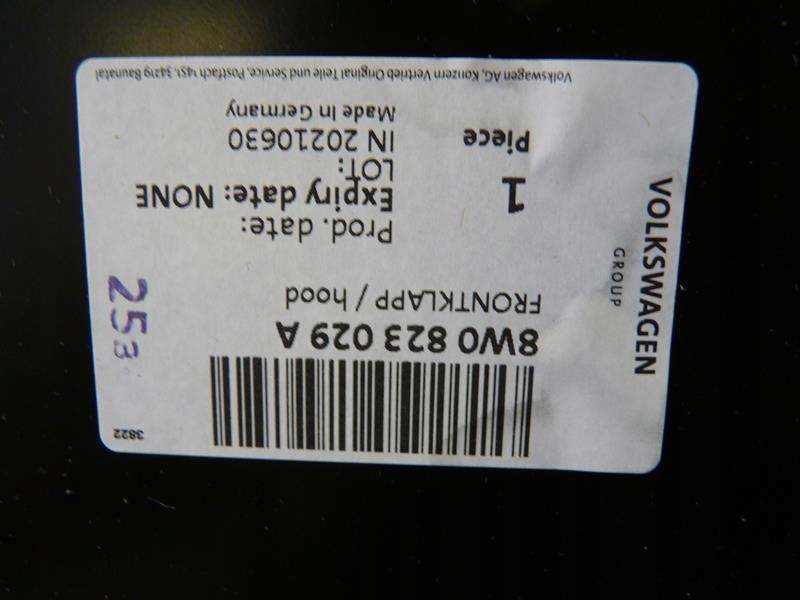 VOLKSWAGEN
GROUP
3822
8W0 823 029 A
FRONTKLAPP / hood
Prod. date:
Expiry date: NONE
LOT:
IN 20210630
Made In Germany
1
Piece
Volkswagen AG, Konzern Vertrieb Original Teile und Service, Postfach 1451, 34219 Baunatal
253